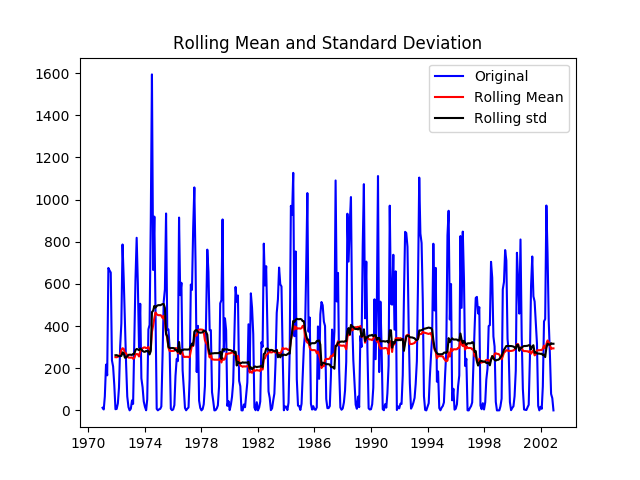 Rolling Mean and Standard Deviation
Original
Rolling Mean
Rolling std
1600
1400
1200
1000
800
600
400
200
0
1970 1974 1978 1982 1986 1990 1994 1998 2002